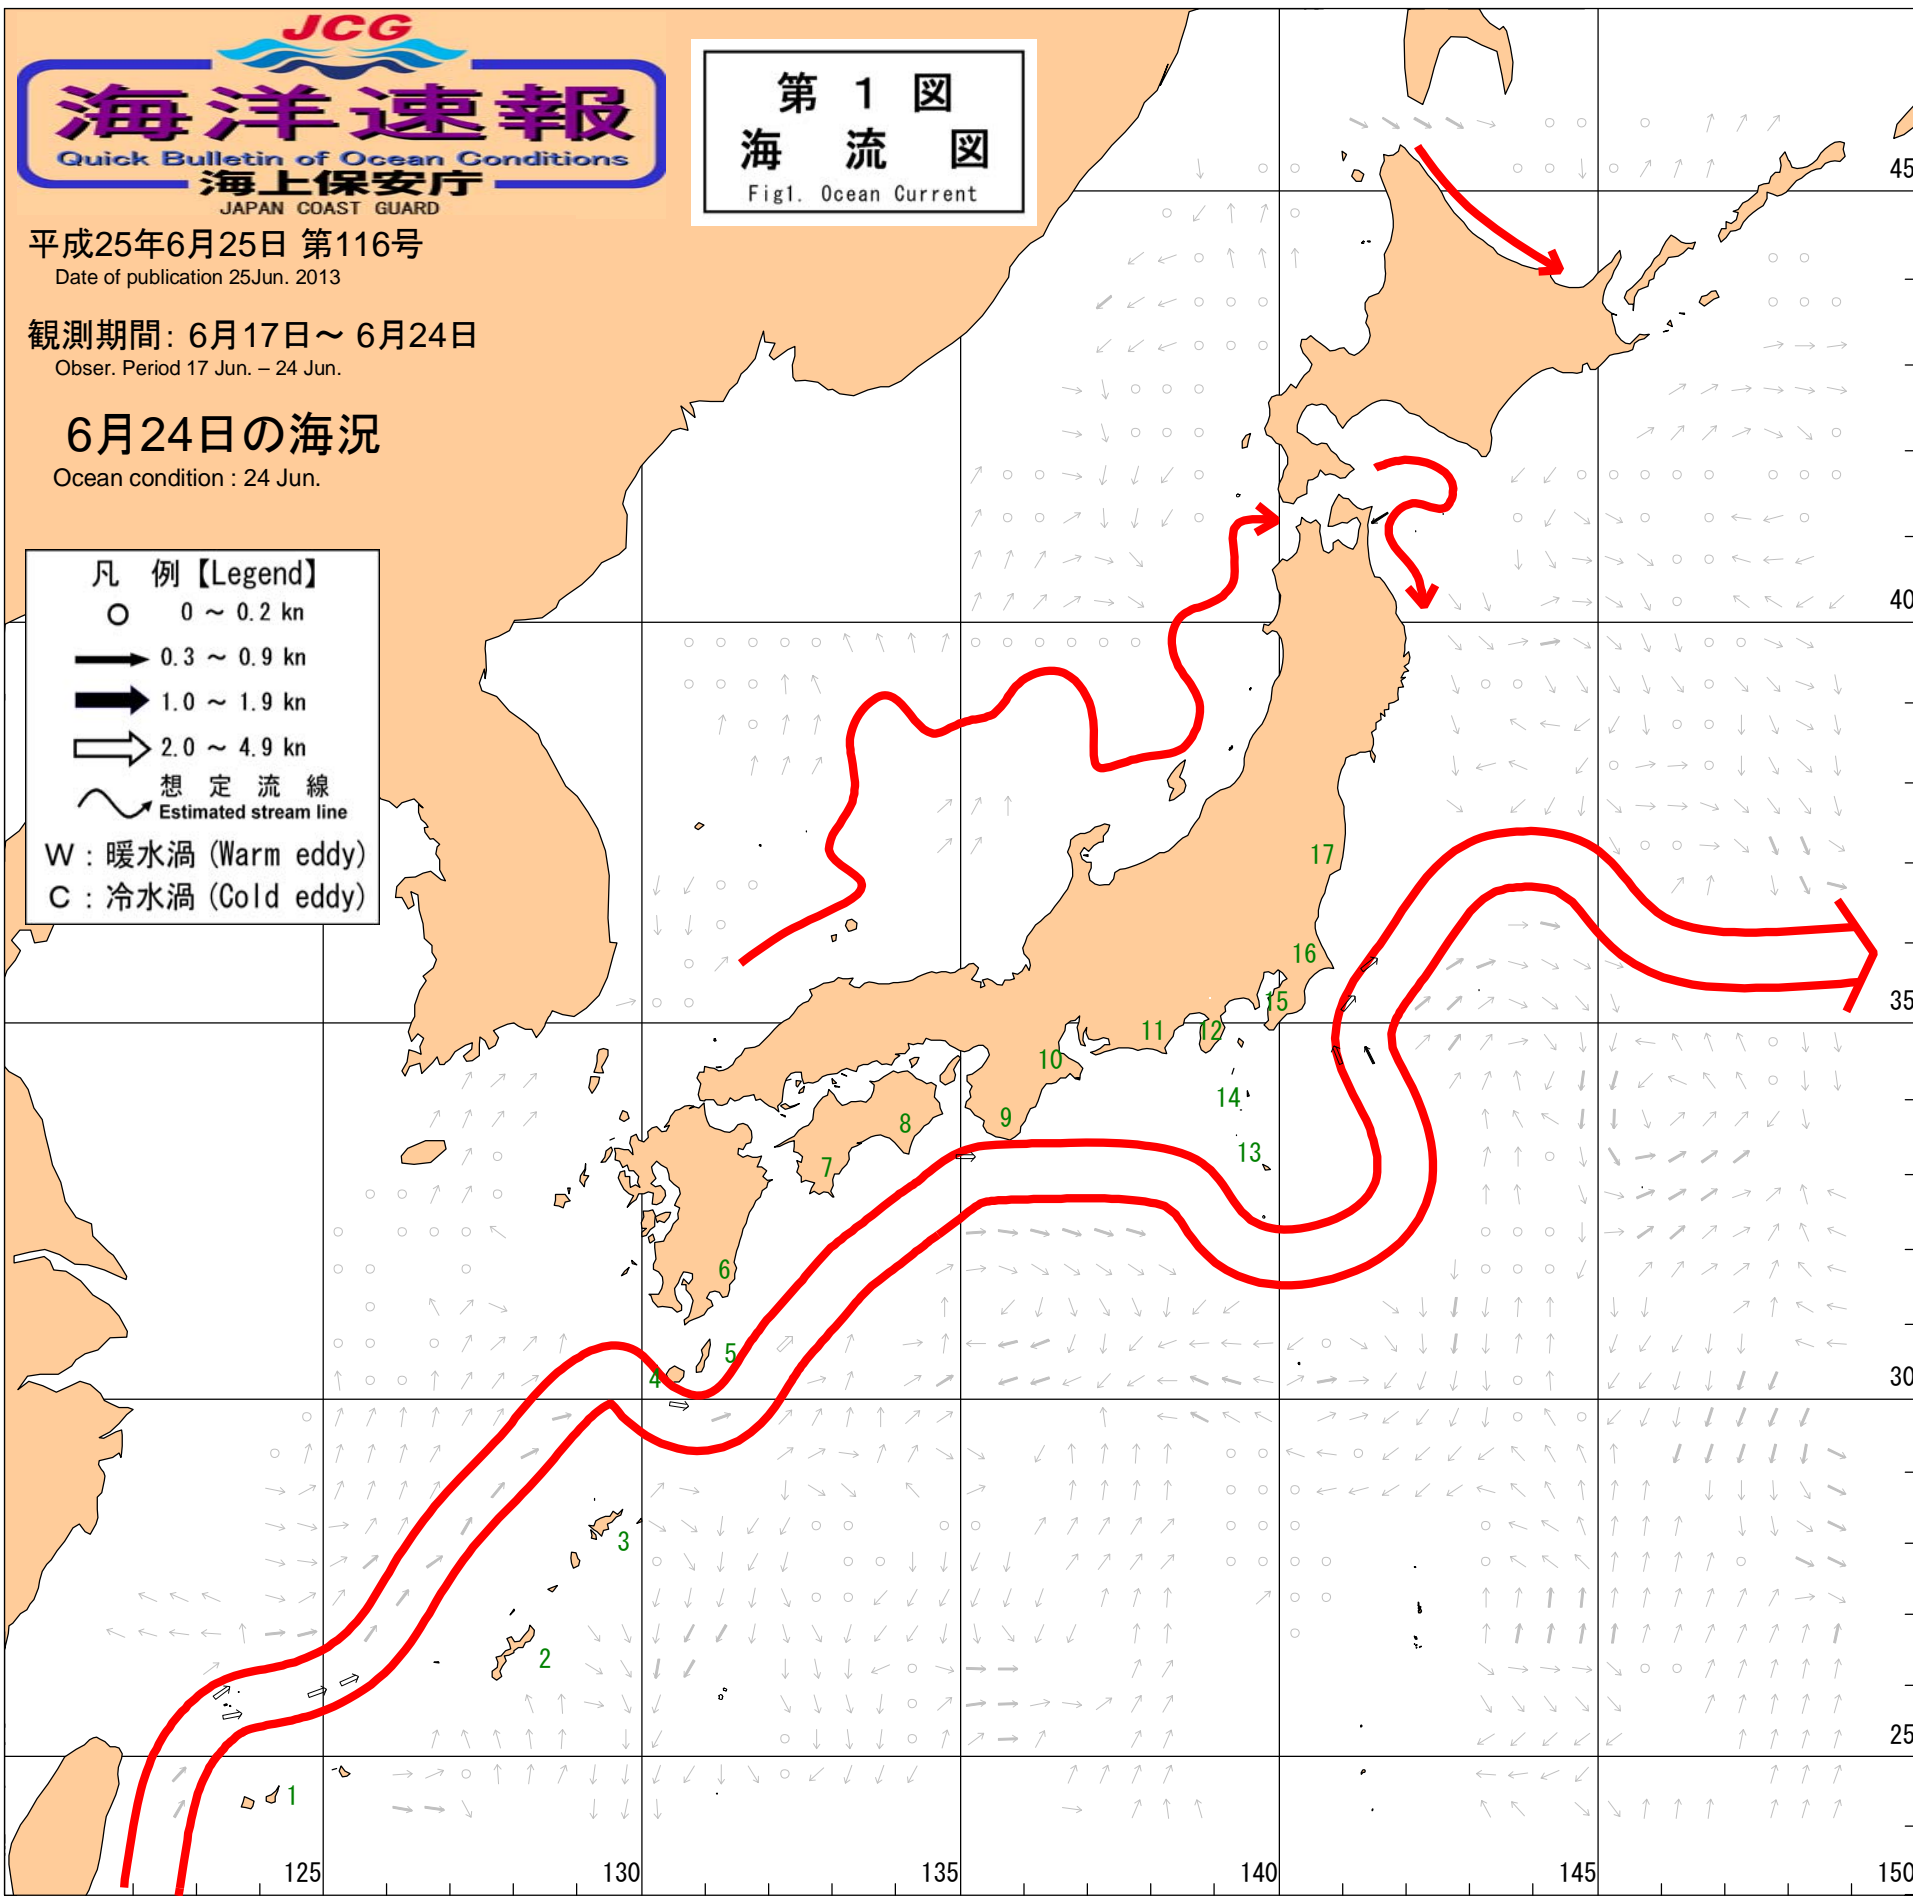 JCG
海洋速報
Quick Bulletin of Ocean Conditions
海上保安庁
JAPAN COAST GUARD
第 1 図
海 流 図
Fig1. Ocean Current
平成25年6月25日 第116号
Date of publication 25Jun. 2013
観測期間: 6月17日～ 6月24日
Obser. Period 17 Jun. – 24 Jun.
6月24日の海況
Ocean condition : 24 Jun.
凡 例【Legend】
0 ～ 0.2 kn
0.3 ～ 0.9 kn
1.0 ～ 1.9 kn
2.0 ～ 4.9 kn
想 定 流 線
Estimated stream line
W : 暖水渦 (Warm eddy)
C : 冷水渦 (Cold eddy)
45
40
17
16
35
15
12
11
10
14
9
8
13
7
6
5
4
30
3
2
25
1
125
130
135
140
145
150